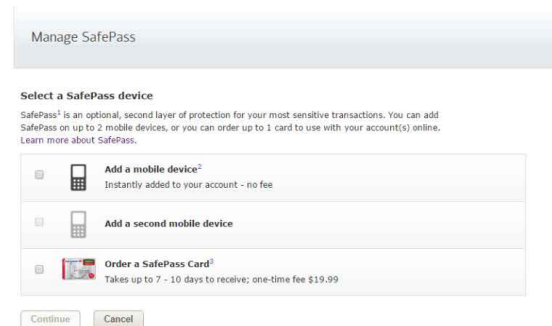 Manage SafePass
Select a SafePass device
SafePass¹ is an optional, second layer of protection for your most sensitive transactions. You can add
SafePass on up to 2 mobile devices, or you can order up to 1 card to use with your account(s) online.
Learn more about SafePass.
Add a mobile device²
Instantly added to your account - no fee
Add a second mobile device
Order a SafePass Card³
Takes up to 7 - 10 days to receive; one-time fee $19.99
Continue Cancel